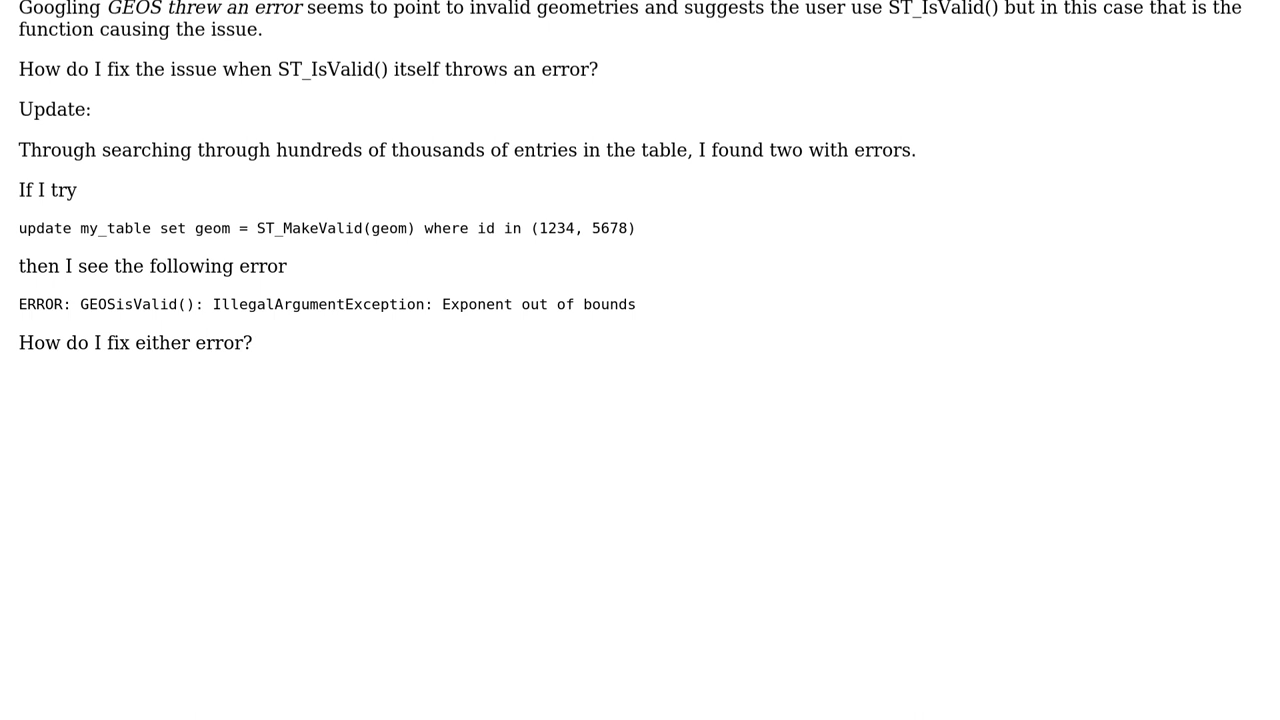 Googling GEOS threw an error seems to point to invalid geometries and suggests the user use ST_IsValid() but in this case that is the
function causing the issue.
How do I fix the issue when ST_IsValid() itself throws an error?
Update:
Through searching through hundreds of thousands of entries in the table, I found two with errors.
If I try
update my_table set geom = ST_MakeValid(geom) where id in (1234, 5678)
then I see the following error
ERROR: GEOSisValid(): IllegalArgumentException: Exponent out of bounds
How do I fix either error?